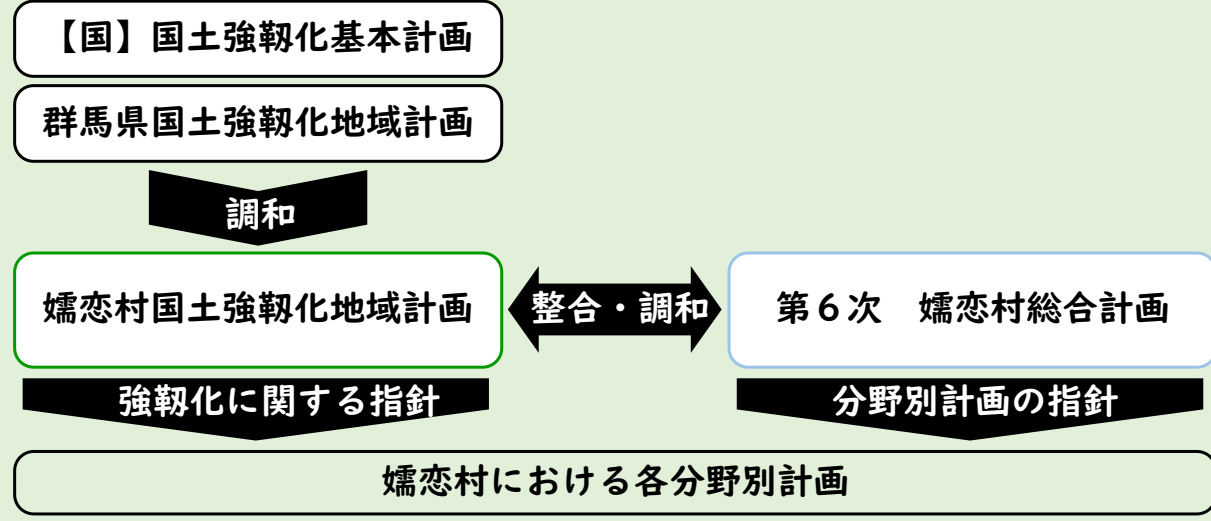 【国】国土強靱化基本計画
群馬県国土強靱化地域計画
調和
嬬恋村国土強靱化地域計画
整合・調和
第６次　嬬恋村総合計画
強靱化に関する指針
分野別計画の指針
嬬恋村における各分野別計画